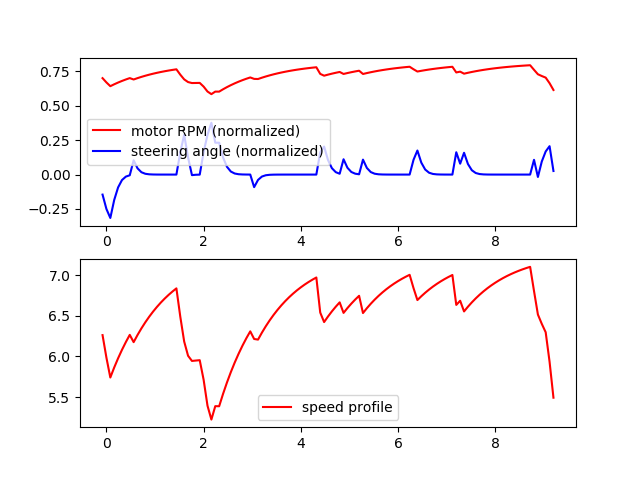 0.75
0.50
0.25
0.00
−0.25
motor RPM (normalized)
steering angle (normalized)
0 2 4 6 8
7.0
6.5
6.0
5.5
speed profile
0 2 4 6 8